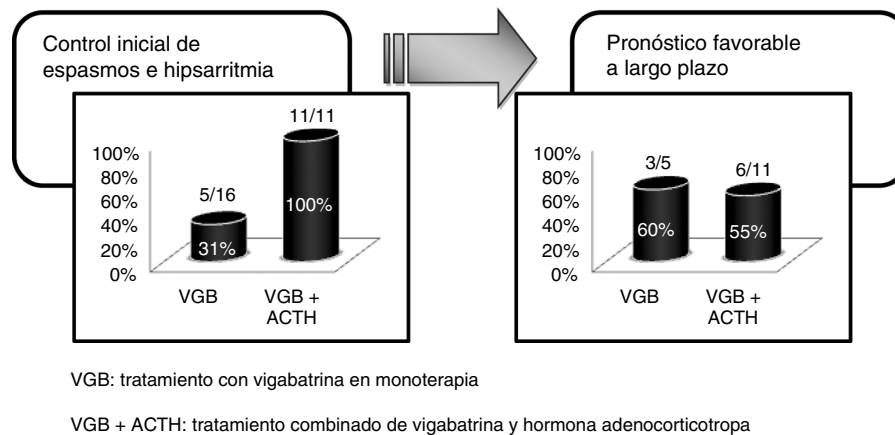 Control inicial de
espasmos e hipsarritmia
Pronóstico favorable
a largo plazo
11/11
100%
80%
60%
40%
20%
0%
5/16
31%
100%
VGB
VGB +
ACTH
100%
80%
60%
40%
20%
0%
3/5
6/11
60%
55%
VGB
VGB +
ACTH
VGB: tratamiento con vigabatrina en monoterapia
VGB + ACTH: tratamiento combinado de vigabatrina y hormona adenocorticotropa